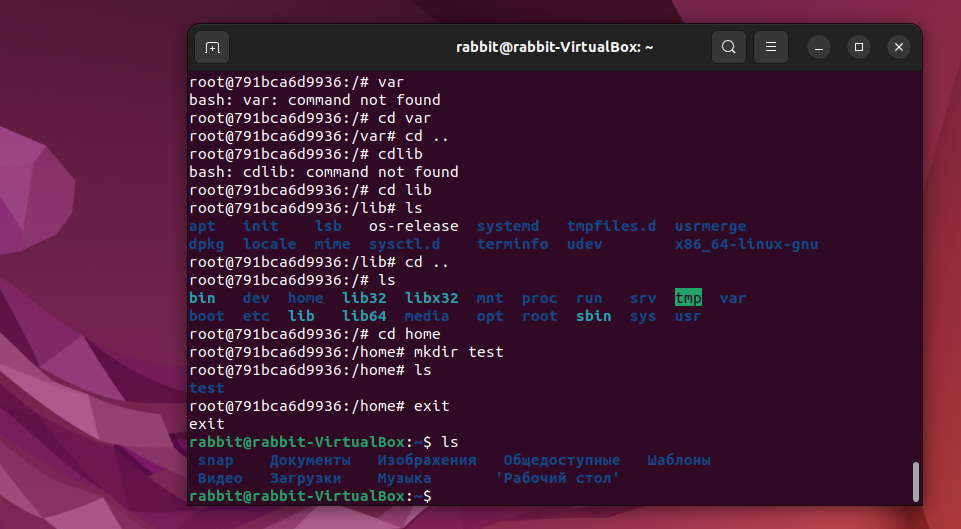 rabbit@rabbit-VirtualBox: ~
root@791bca6d9936:/# var
bash: var: command not found
root@791bca6d9936:/# cd var
root@791bca6d9936:/var# cd ..
root@791bca6d9936:/# cdlib
bash: cdlib: command not found
root@791bca6d9936:/# cd lib
root@791bca6d9936:/lib# ls
apt   init    lsb   os-release  systemd   tmpfiles.d  usrmerge
dpkg  locale  mime  sysctl.d    terminfo  udev        x86_64-linux-gnu
root@791bca6d9936:/lib# cd ..
root@791bca6d9936:/# ls
bin   dev  home  lib32  libx32  mnt  proc  run   srv  tmp  var
boot  etc  lib   lib64  media   opt  root  sbin  sys  usr
root@791bca6d9936:/# cd home
root@791bca6d9936:/home# mkdir test
root@791bca6d9936:/home# ls
test
root@791bca6d9936:/home# exit
exit
rabbit@rabbit-VirtualBox:~$ ls
snap    Документы   Изображения   Общедоступные   Шаблоны
Видео   Загрузки    Музыка       'Рабочий стол'
rabbit@rabbit-VirtualBox:~$